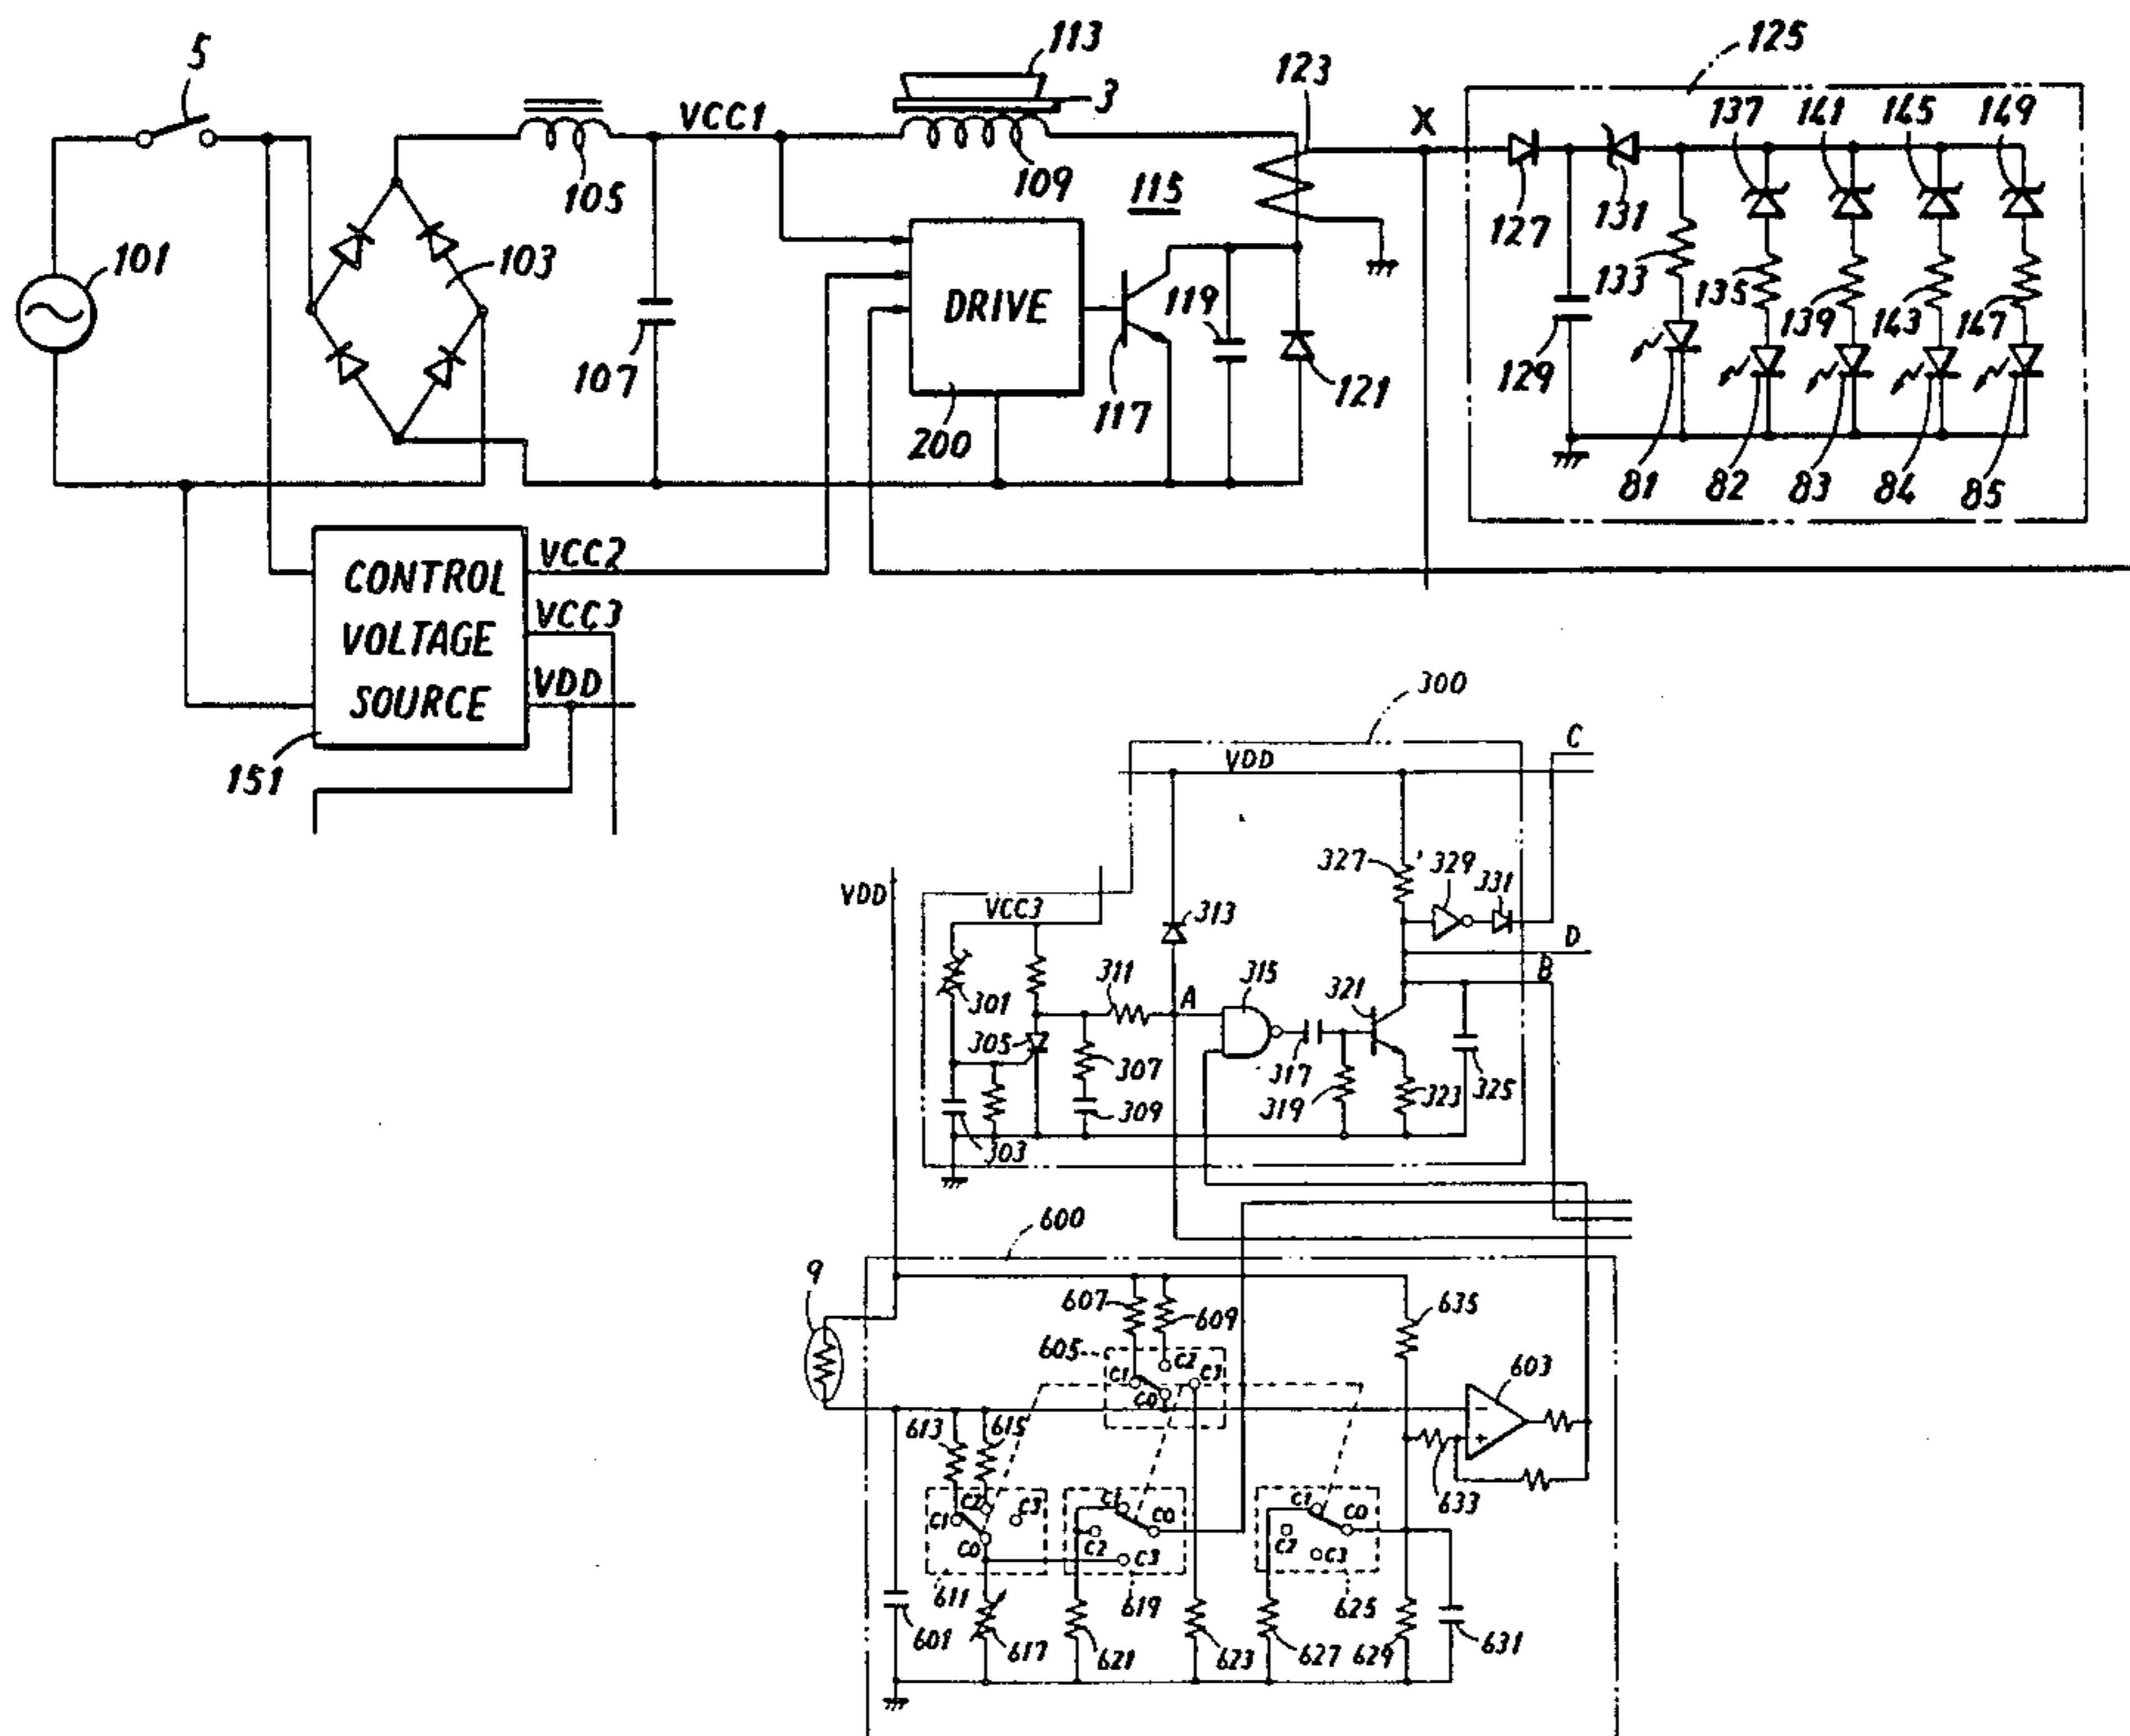 5
101
103
105
VCC1
107
113
3
109
115
123
X
125
127
129
131
133
137
141
145
149
135
139
143
147
81
82
83
84
85
DRIVE
200
117
119
121
CONTROL
VOLTAGE
SOURCE
VCC2
VCC3
VDD
151
300
VDD
C
327
329
331
D
B
VDD
VCC3
301
303
305
307
309
311
313
A
315
317
319
321
323
325
600
9
607
609
605
C1
C2
C3
C0
635
603
-
+
633
613
615
C1
C2
C3
C0
611
C1
C0
C2
C3
619
C1
C0
C2
C3
625
601
617
621
623
627
629
631